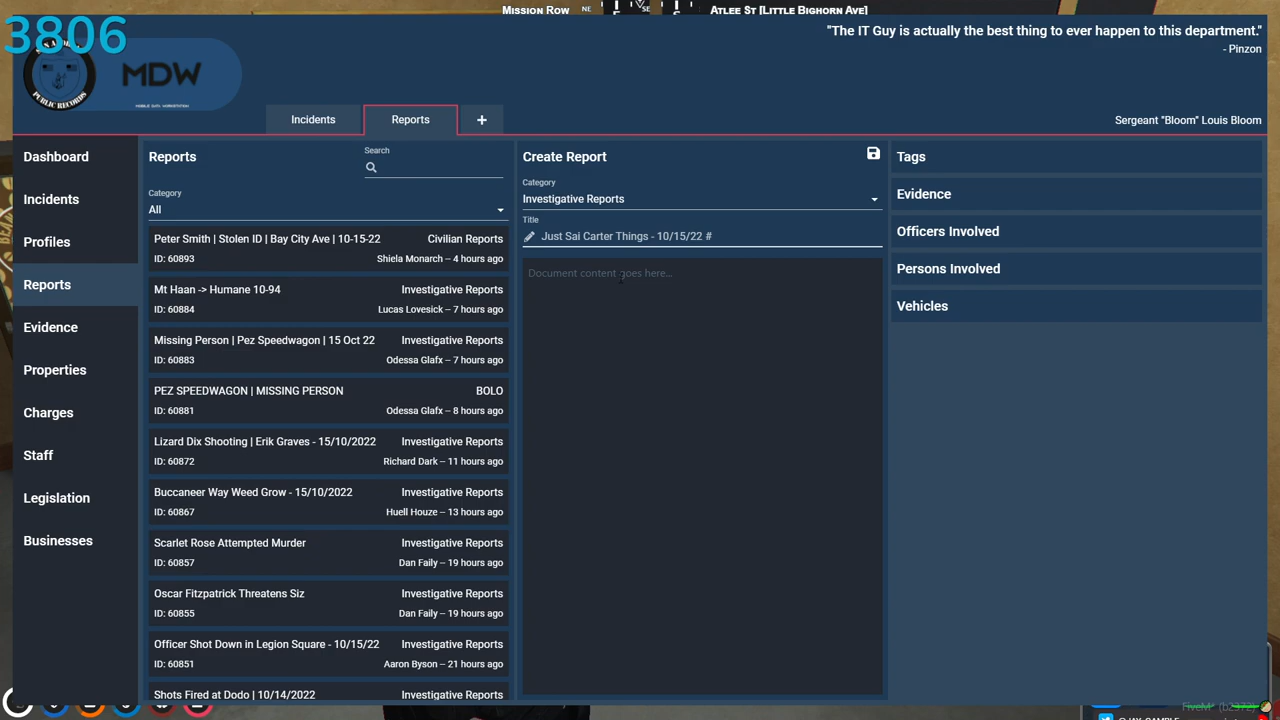 Mission Row NE SE Atlee St [Little Bighorn Ave]
3806
"The IT Guy is actually the best thing to ever happen to this department."
- Pinzon
MDW
MOBILE DATA WORKSTATION
PUBLIC RECORDS
Incidents
Reports
+
Sergeant "Bloom" Louis Bloom
Dashboard
Incidents
Profiles
Reports
Evidence
Properties
Charges
Staff
Legislation
Businesses
Reports
Search
Category
All
Peter Smith | Stolen ID | Bay City Ave | 10-15-22 Civilian Reports
ID: 60893 Shiela Monarch – 4 hours ago
Mt Haan -> Humane 10-94 Investigative Reports
ID: 60884 Lucas Lovesick – 7 hours ago
Missing Person | Pez Speedwagon | 15 Oct 22 Investigative Reports
ID: 60883 Odessa Glafx – 7 hours ago
PEZ SPEEDWAGON | MISSING PERSON BOLO
ID: 60881 Odessa Glafx – 8 hours ago
Lizard Dix Shooting | Erik Graves - 15/10/2022 Investigative Reports
ID: 60872 Richard Dark – 11 hours ago
Buccaneer Way Weed Grow - 15/10/2022 Investigative Reports
ID: 60867 Huell Houze – 13 hours ago
Scarlet Rose Attempted Murder Investigative Reports
ID: 60857 Dan Faily – 19 hours ago
Oscar Fitzpatrick Threatens Siz Investigative Reports
ID: 60855 Dan Faily – 19 hours ago
Officer Shot Down in Legion Square - 10/15/22 Investigative Reports
ID: 60851 Aaron Byson – 21 hours ago
Shots Fired at Dodo | 10/14/2022 Investigative Reports
Create Report
Category
Investigative Reports
Title
Just Sai Carter Things - 10/15/22 #
Document content goes here...
Tags
Evidence
Officers Involved
Persons Involved
Vehicles
FiveM® (b2372)